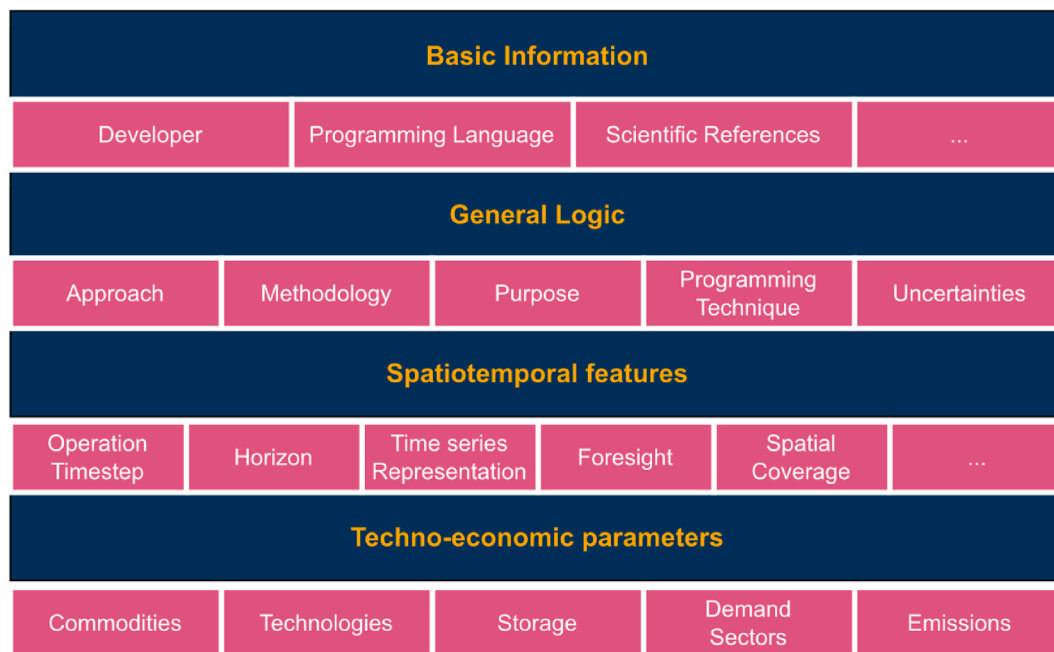 Basic Information
Developer
Programming Language
Scientific References
...
General Logic
Approach
Methodology
Purpose
Programming
Technique
Uncertainties
Spatiotemporal features
Operation
Timestep
Horizon
Time series
Representation
Foresight
Spatial
Coverage
...
Techno-economic parameters
Commodities
Technologies
Storage
Demand
Sectors
Emissions